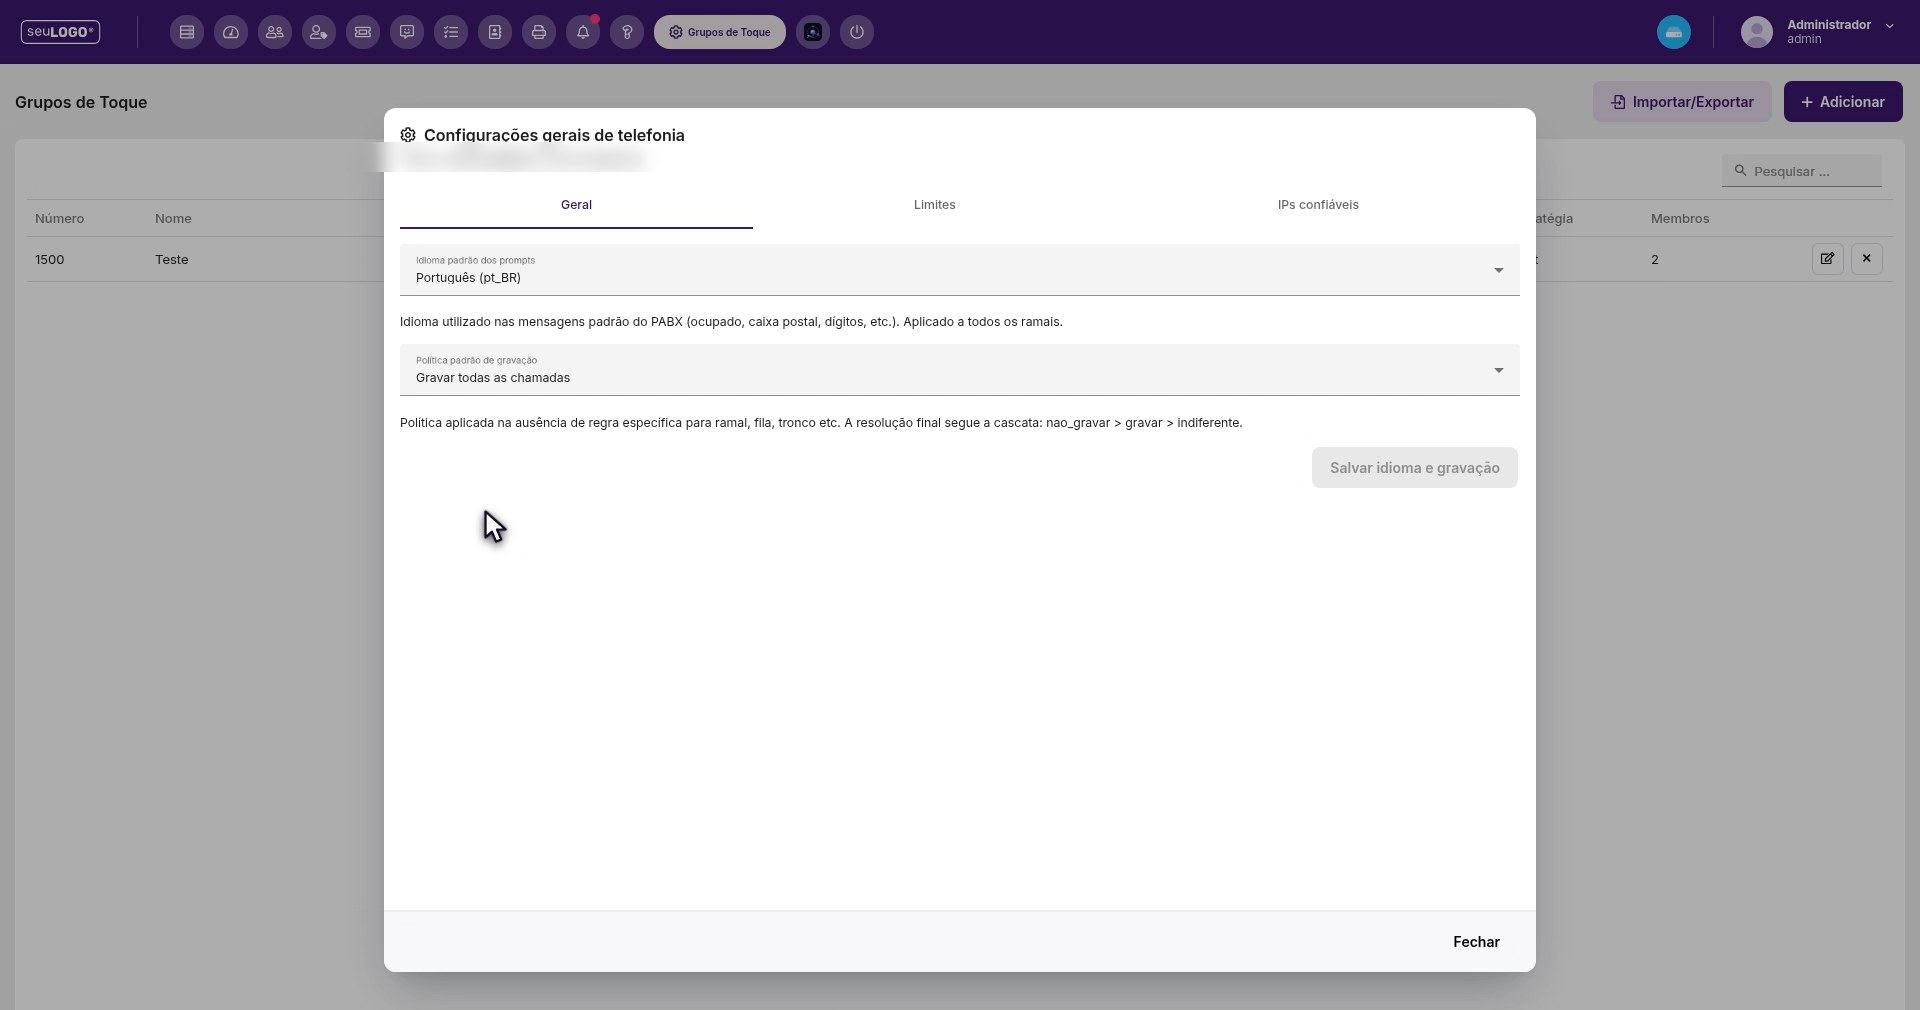 seuLOGO®
Grupos de Toque
Administrador
admin
Grupos de Toque
Importar/Exportar
+ Adicionar
Configurações gerais de telefonia
Pesquisar ...
Geral
Limites
IPs confiáveis
Número
Nome
atégia
Membros
1500
Teste
2
Idioma padrão dos prompts
Português (pt_BR)
Idioma utilizado nas mensagens padrão do PABX (ocupado, caixa postal, dígitos, etc.). Aplicado a todos os ramais.
Política padrão de gravação
Gravar todas as chamadas
Política aplicada na ausência de regra específica para ramal, fila, tronco etc. A resolução final segue a cascata: nao_gravar > gravar > indiferente.
Salvar idioma e gravação
Fechar